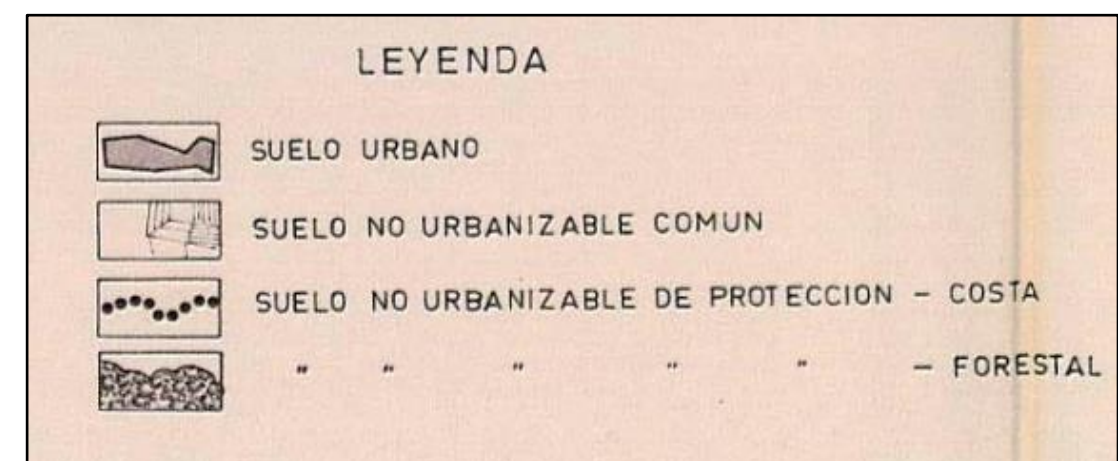 LEYENDA
SUELO URBANO
SUELO NO URBANIZABLE COMUN
SUELO NO URBANIZABLE DE PROTECCION - COSTA
" " " " " - FORESTAL